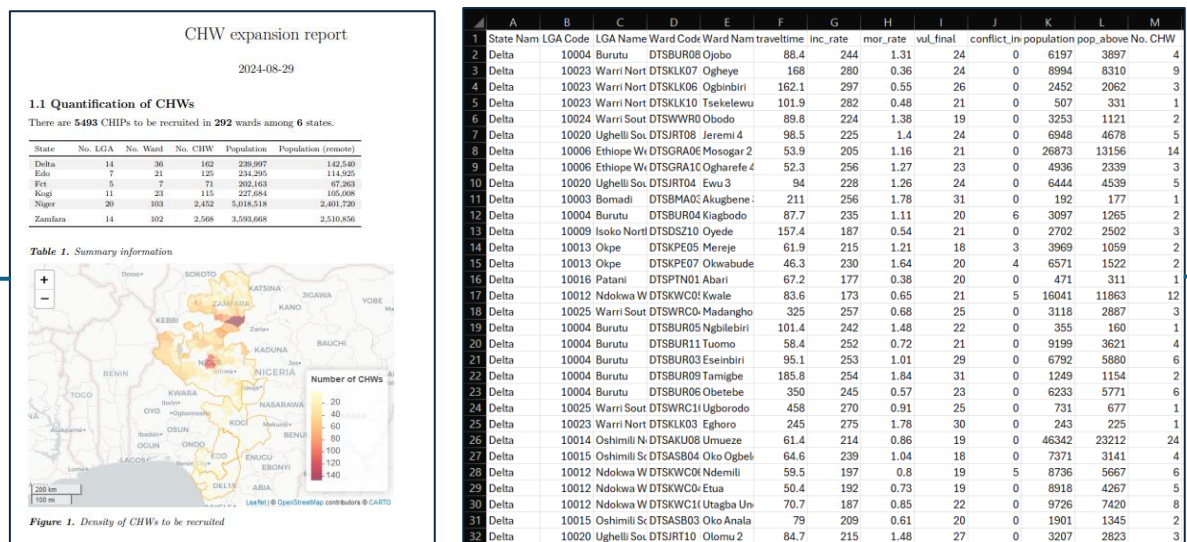 CHW expansion report
2024-08-29
1.1 Quantification of CHWs
There are 5493 CHIPs to be recruited in 292 wards among 6 states.
State No. LGA No. Ward No. CHW Population Population (remote)
Delta 14 36 162 239,997 142,540
Edo 7 21 125 234,295 114,925
Fct 5 7 71 202,163 67,263
Kogi 11 23 115 227,684 105,008
Niger 20 103 2,452 5,018,518 2,401,720
Zamfara 14 102 2,568 3,593,668 2,510,856
Table 1. Summary information
+
−
SOKOTO
KATSINA
JIGAWA
YOBE
ZAMFARA
KANO
KEBBI
Zaria
KADUNA
BAUCHI
BENIN
NIGERIA
TOGO
KWARA
Ilorin
OYO
Ogbomosho
NASARAWA
KOGI
Makurdi
BENUE
Ibadan
OSUN
OGUN
ONDO
LAGOS
EDO
ENUGU
EBONYI
DELTA
ABIA
Number of CHWs
20
40
60
80
100
120
140
200 km
100 mi
Leaflet | © OpenStreetMap contributors © CARTO
Figure 1. Density of CHWs to be recruited
A B C D E F G H I J K L M
1 State Nam LGA Code LGA Name Ward Code Ward Nam traveltime inc_rate mor_rate vul_final conflict_in population pop_above No. CHW
2 Delta 10004 Burutu DTSBUR08 Ojobo 88.4 244 1.31 24 0 6197 3897 4
3 Delta 10023 Warri Nort DTSKLK07 Ogheye 168 280 0.36 24 0 8994 8310 9
4 Delta 10023 Warri Nort DTSKLK06 Ogbinbiri 162.1 297 0.55 26 0 2452 2062 3
5 Delta 10023 Warri Nort DTSKLK10 Tsekelewu 101.9 282 0.48 21 0 507 331 1
6 Delta 10024 Warri Sout DTSWWR0 Obodo 89.8 224 1.38 19 0 3253 1121 2
7 Delta 10020 Ughelli Sou DTSJRT08 Jeremi 4 98.5 225 1.4 24 0 6948 4678 5
8 Delta 10006 Ethiope We DTSGRA06 Mosogar 2 53.9 205 1.16 21 0 26873 13156 14
9 Delta 10006 Ethiope We DTSGRA10 Ogharefe 4 52.3 256 1.27 23 0 4936 2339 3
10 Delta 10020 Ughelli Sou DTSJRT04 Ewu 3 94 228 1.26 24 0 6444 4539 5
11 Delta 10003 Bomadi DTSBMA03 Akugbene 211 256 1.78 31 0 192 177 1
12 Delta 10004 Burutu DTSBUR04 Kiagbodo 87.7 235 1.11 20 6 3097 1265 2
13 Delta 10009 Isoko Nortl DTSDSZ10 Oyede 157.4 187 0.54 21 0 2702 2502 3
14 Delta 10013 Okpe DTSKPE05 Mereje 61.9 215 1.21 18 3 3969 1059 2
15 Delta 10013 Okpe DTSKPE07 Okwabude 46.3 230 1.64 20 4 6571 1522 2
16 Delta 10016 Patani DTSPTN01 Abari 67.2 177 0.38 20 0 471 311 1
17 Delta 10012 Ndokwa W DTSKWC05 Kwale 83.6 173 0.65 21 5 16041 11863 12
18 Delta 10025 Warri Sout DTSWRC04 Madangho 325 257 0.68 25 0 3118 2887 3
19 Delta 10004 Burutu DTSBUR05 Ngbilebiri 101.4 242 1.48 22 0 355 160 1
20 Delta 10004 Burutu DTSBUR11 Tuomo 58.4 252 0.72 21 0 9199 3621 4
21 Delta 10004 Burutu DTSBUR03 Eseinbiri 95.1 253 1.01 29 0 6792 5880 6
22 Delta 10004 Burutu DTSBUR09 Tamigbe 185.8 254 1.84 31 0 1249 1154 2
23 Delta 10004 Burutu DTSBUR06 Obetebe 350 245 0.57 23 0 6233 5771 6
24 Delta 10025 Warri Sout DTSWRC10 Ugborodo 458 270 0.91 25 0 731 677 1
25 Delta 10023 Warri Nort DTSKLK03 Eghoro 245 275 1.78 30 0 243 225 1
26 Delta 10014 Oshimili No DTSAKU08 Umueze 61.4 214 0.86 19 0 46342 23212 24
27 Delta 10015 Oshimili So DTSASB04 Oko Ogbel 64.6 239 1.04 18 0 7371 3141 4
28 Delta 10012 Ndokwa W DTSKWC06 Ndemili 59.5 197 0.8 19 5 8736 5667 6
29 Delta 10012 Ndokwa W DTSKWC04 Etua 50.4 192 0.73 19 0 8918 4267 5
30 Delta 10012 Ndokwa W DTSKWC10 Utagba Un 70.7 187 0.85 22 0 9726 7420 8
31 Delta 10015 Oshimili So DTSASB03 Oko Anala 79 209 0.61 20 0 1901 1345 2
32 Delta 10020 Ughelli Sou DTSJRT10 Olomu 2 84.7 215 1.48 27 0 3207 2823 3